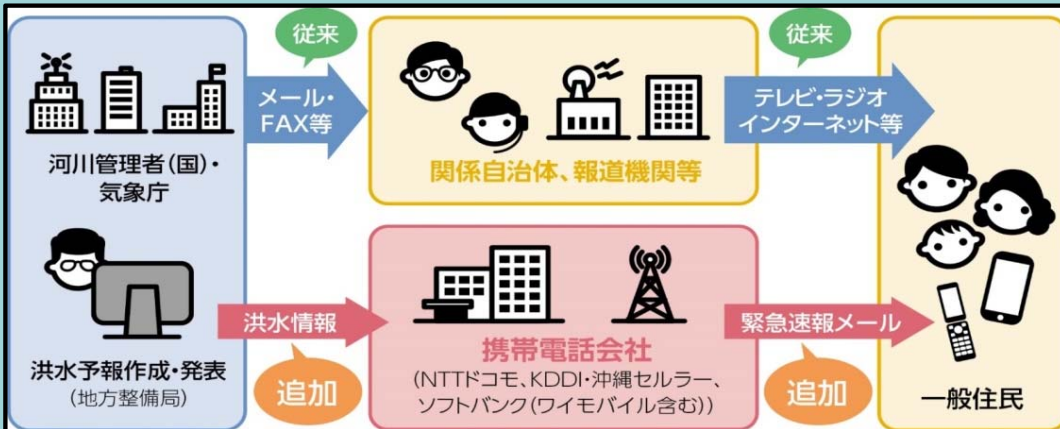 従来
従来
メール・
FAX等
テレビ・ラジオ
インターネット等
河川管理者(国)・
気象庁
関係自治体、報道機関等
洪水情報
緊急速報メール
携帯電話会社
(NTTドコモ、KDDI・沖縄セルラー、
ソフトバンク(ワイモバイル含む))
洪水予報作成・発表
(地方整備局)
追加
追加
一般住民